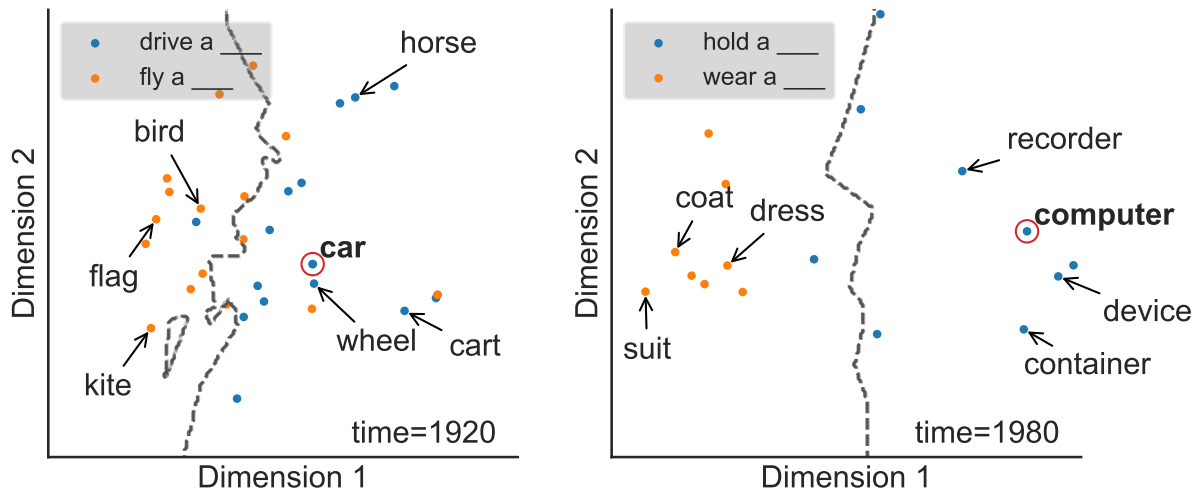 drive a ___
fly a ___
horse
bird
flag
car
wheel
cart
kite
time=1920
Dimension 1
Dimension 2
hold a ___
wear a ___
recorder
coat
dress
computer
device
suit
container
time=1980
Dimension 1
Dimension 2